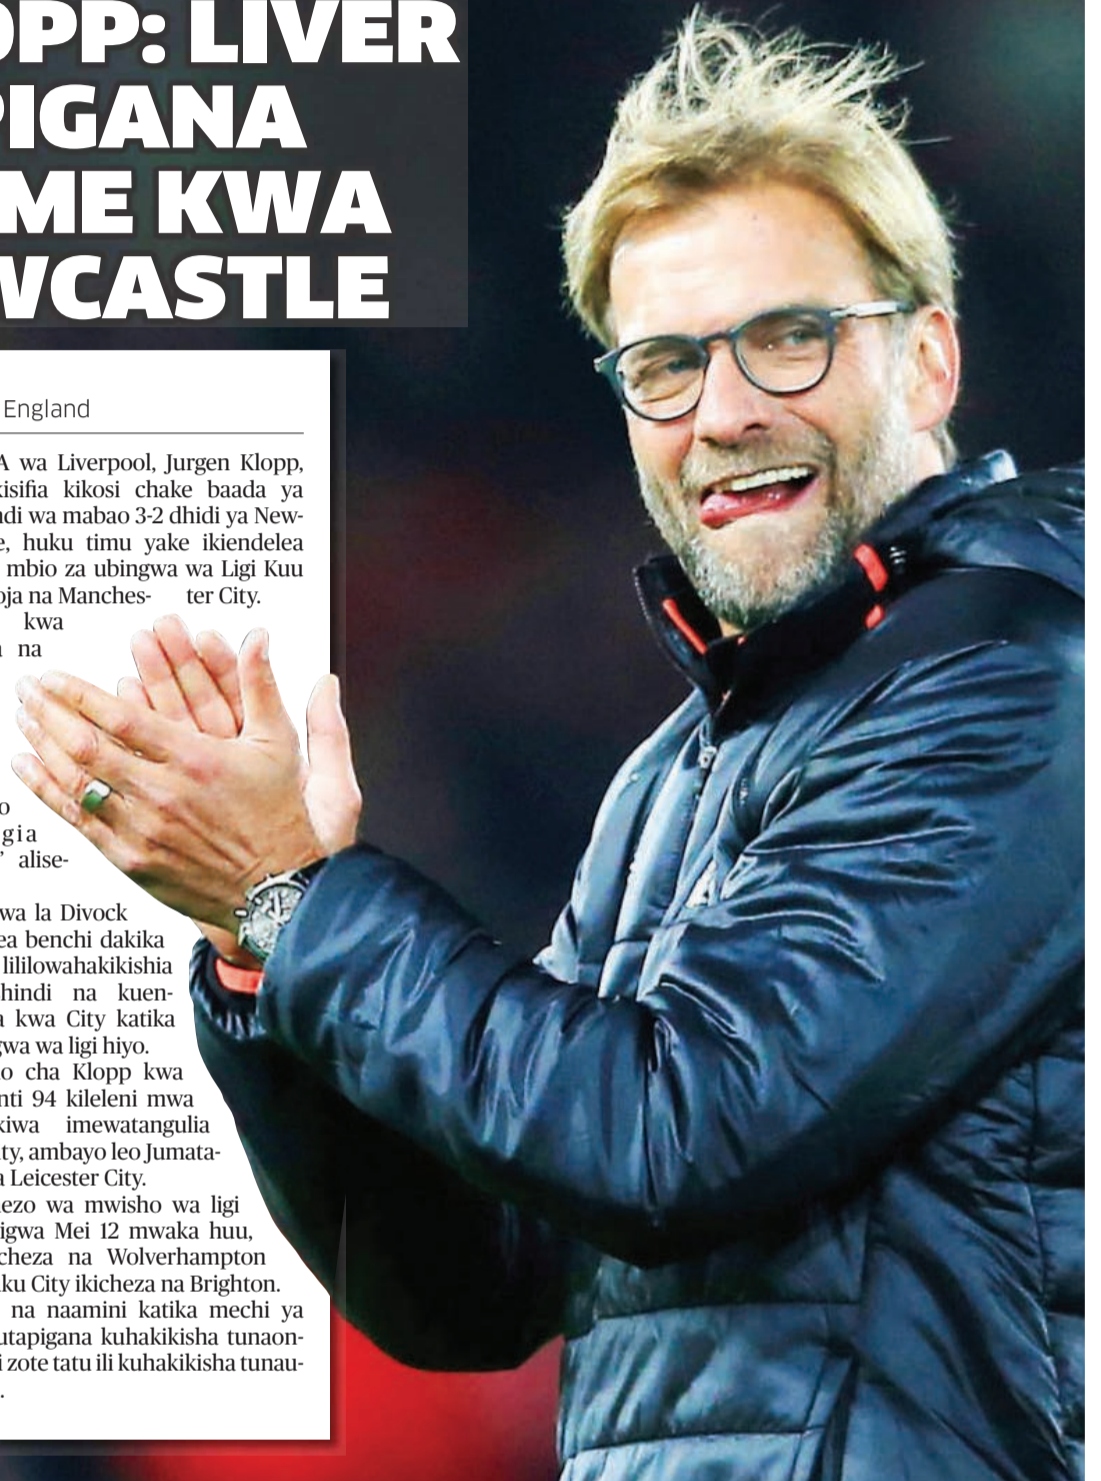 OPP: LIVER
PIGANA
ME KWA
WCASTLE
England
A wa Liverpool, Jurgen Klopp,
kisifia kikosi chake baada ya
ndi wa mabao 3-2 dhidi ya New-
e, huku timu yake ikiendelea
mbio za ubingwa wa Ligi Kuu
oja na Manches- ter City.
kwa
na
o
gia
” alise-
wa la Divock
ea benchi dakika
lililowahakikishia
hindi na kuen-
a kwa City katika
gwa wa ligi hiyo.
o cha Klopp kwa
nti 94 kileleni mwa
kiwa imewatangulia
ty, ambayo leo Jumata-
a Leicester City.
ezo wa mwisho wa ligi
igwa Mei 12 mwaka huu,
cheza na Wolverhampton
ku City ikicheza na Brighton.
na naamini katika mechi ya
utapigana kuhakikisha tunaon-
i zote tatu ili kuhakikisha tunau-
.